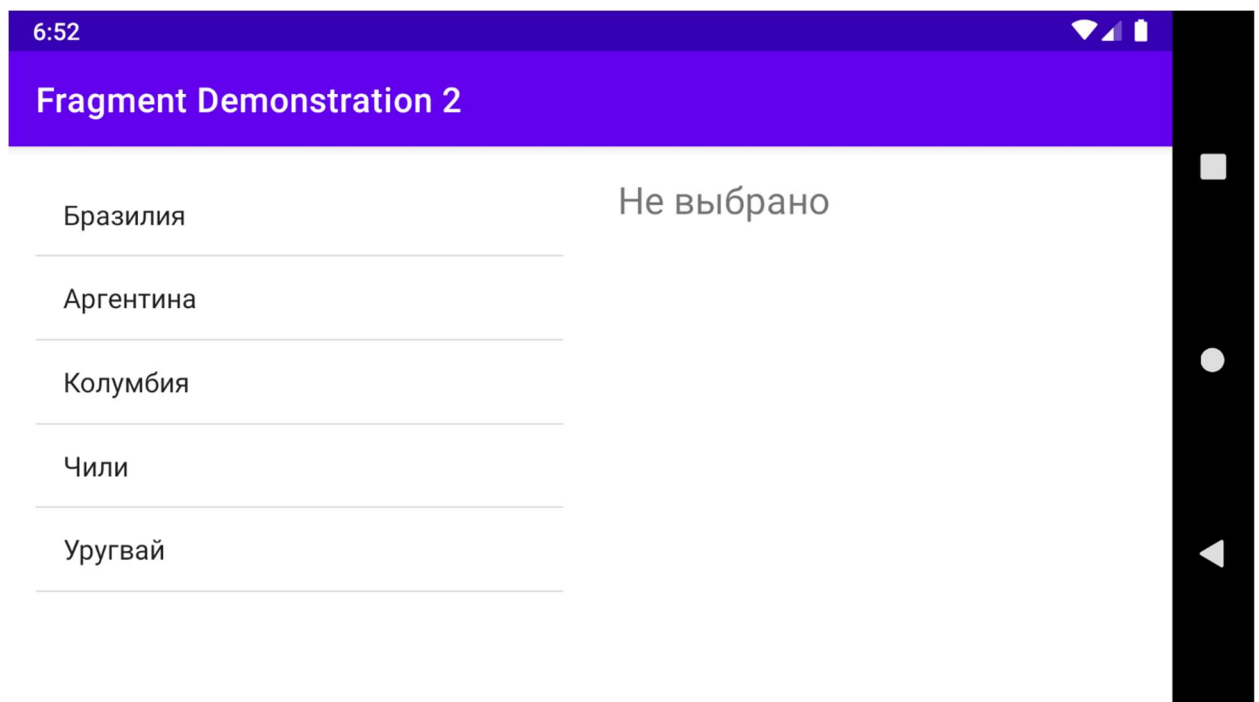 6:52
Fragment Demonstration 2
Бразилия
Аргентина
Колумбия
Чили
Уругвай
Не выбрано